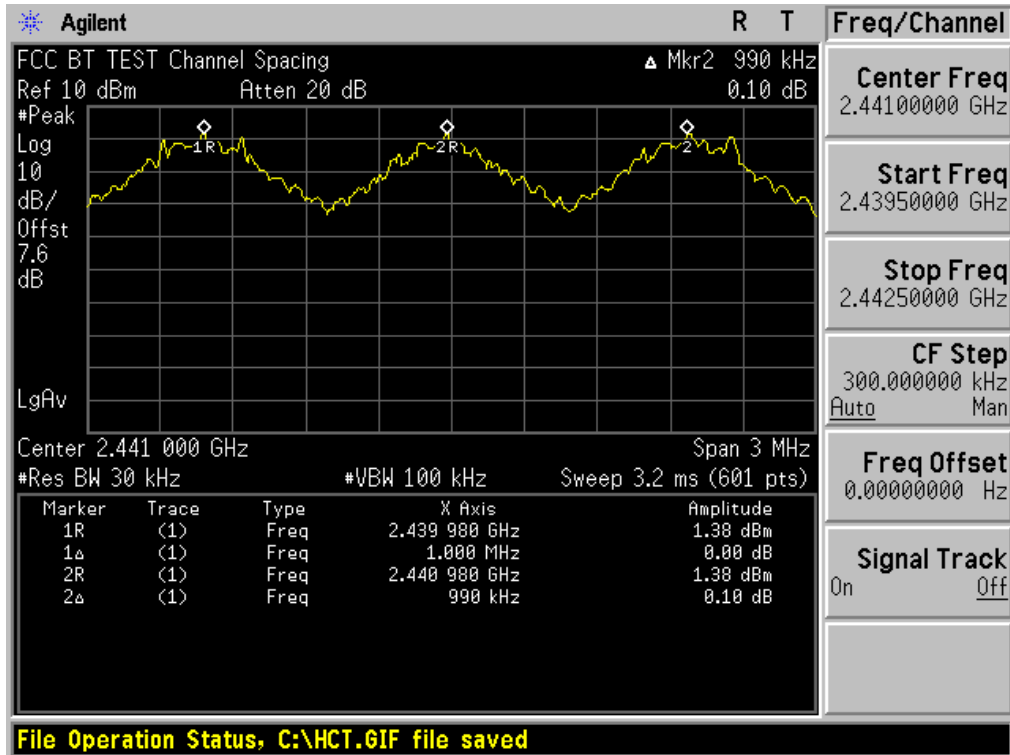 Agilent R T
FCC BT TEST Channel Spacing
Δ Mkr2 990 kHz
Ref 10 dBm Atten 20 dB 0.10 dB
#Peak
Log
10
dB/
Offst
7.6
dB
LgAv
1R 2R 2
Center 2.441 000 GHz Span 3 MHz
#Res BW 30 kHz #VBW 100 kHz Sweep 3.2 ms (601 pts)
Marker Trace Type X Axis Amplitude
1R (1) Freq 2.439 980 GHz 1.38 dBm
1Δ (1) Freq 1.000 MHz 0.00 dB
2R (1) Freq 2.440 980 GHz 1.38 dBm
2Δ (1) Freq 990 kHz 0.10 dB
File Operation Status, C:\HCT.GIF file saved
Freq/Channel
Center Freq
2.44100000 GHz
Start Freq
2.43950000 GHz
Stop Freq
2.44250000 GHz
CF Step
300.000000 kHz
Auto Man
Freq Offset
0.00000000 Hz
Signal Track
On Off